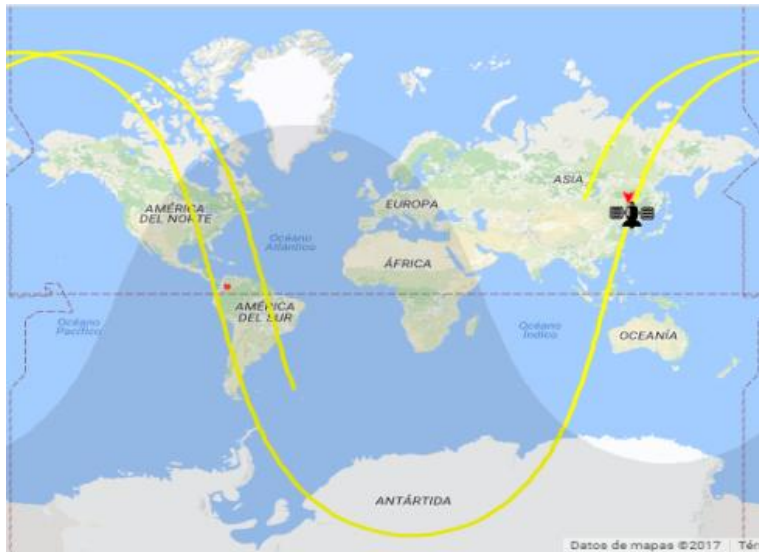 ASIA
AMÉRICA
DEL NORTE
EUROPA
Océano
Atlántico
ÁFRICA
AMÉRICA
DEL SUR
Océano
Pacífico
Océano
Índico
OCEANÍA
ANTÁRTIDA
Datos de mapas ©2017
Tér